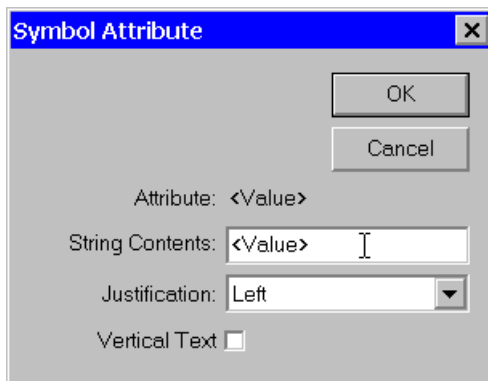 Symbol Attribute
OK
Cancel
Attribute: <Value>
String Contents: <Value>
Justification: Left
Vertical Text